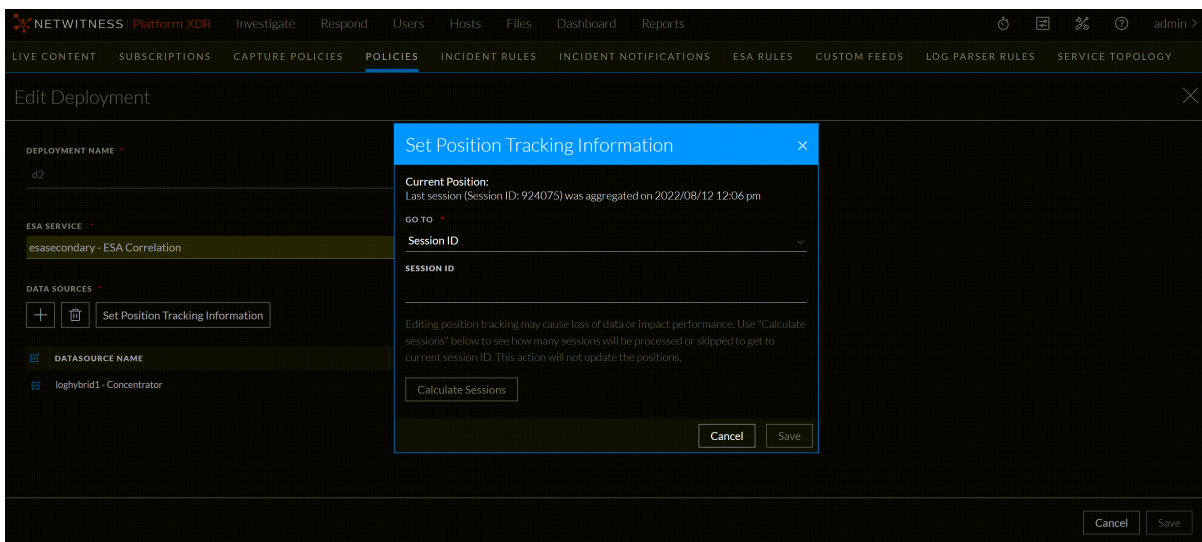 NETWITNESS Platform XDR Investigate Respond Users Hosts Files Dashboard Reports admin >
LIVE CONTENT SUBSCRIPTIONS CAPTURE POLICIES POLICIES INCIDENT RULES INCIDENT NOTIFICATIONS ESA RULES CUSTOM FEEDS LOG PARSER RULES SERVICE TOPOLOGY
Edit Deployment
DEPLOYMENT NAME *
d2
ESA SERVICE *
esasecondary - ESA Correlation
DATA SOURCES *
Set Position Tracking Information
DATASOURCE NAME
loghybrid1 - Concentrator
Set Position Tracking Information
Current Position:
Last session (Session ID: 924075) was aggregated on 2022/08/12 12:06 pm
GO TO *
Session ID
SESSION ID
Editing position tracking may cause loss of data or impact performance. Use "Calculate
sessions" below to see how many sessions will be processed or skipped to get to
current session ID. This action will not update the positions.
Calculate Sessions
Cancel Save
Cancel Save